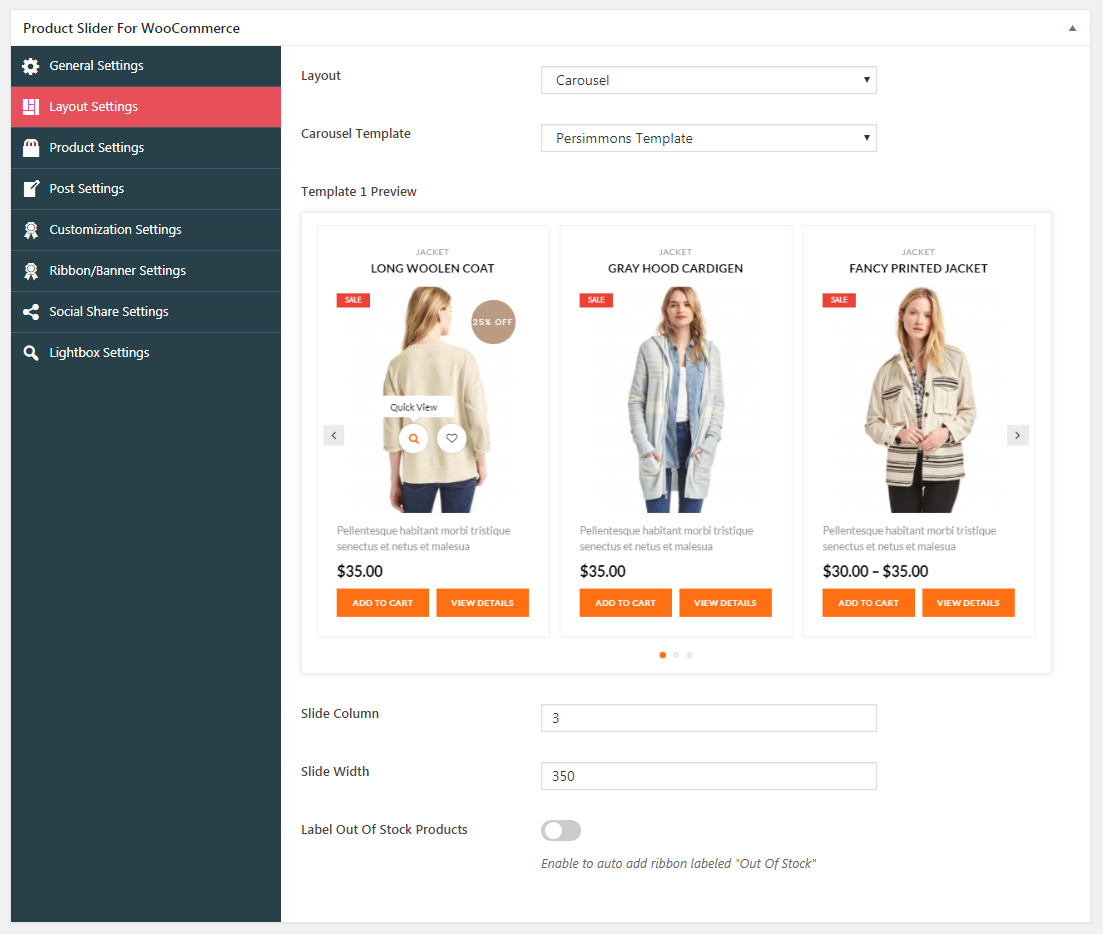 Product Slider For WooCommerce
General Settings
Layout Settings
Product Settings
Post Settings
Customization Settings
Ribbon/Banner Settings
Social Share Settings
Lightbox Settings
Layout
Carousel
Carousel Template
Persimmons Template
Template 1 Preview
JACKET
LONG WOOLEN COAT
SALE
25% OFF
Quick View
Pellentesque habitant morbi tristique
senectus et netus et malesua
$35.00
ADD TO CART
VIEW DETAILS
JACKET
GRAY HOOD CARDIGEN
SALE
Pellentesque habitant morbi tristique
senectus et netus et malesua
$35.00
ADD TO CART
VIEW DETAILS
JACKET
FANCY PRINTED JACKET
SALE
Pellentesque habitant morbi tristique
senectus et netus et malesua
$30.00 – $35.00
ADD TO CART
VIEW DETAILS
Slide Column
3
Slide Width
350
Label Out Of Stock Products
Enable to auto add ribbon labeled "Out Of Stock"